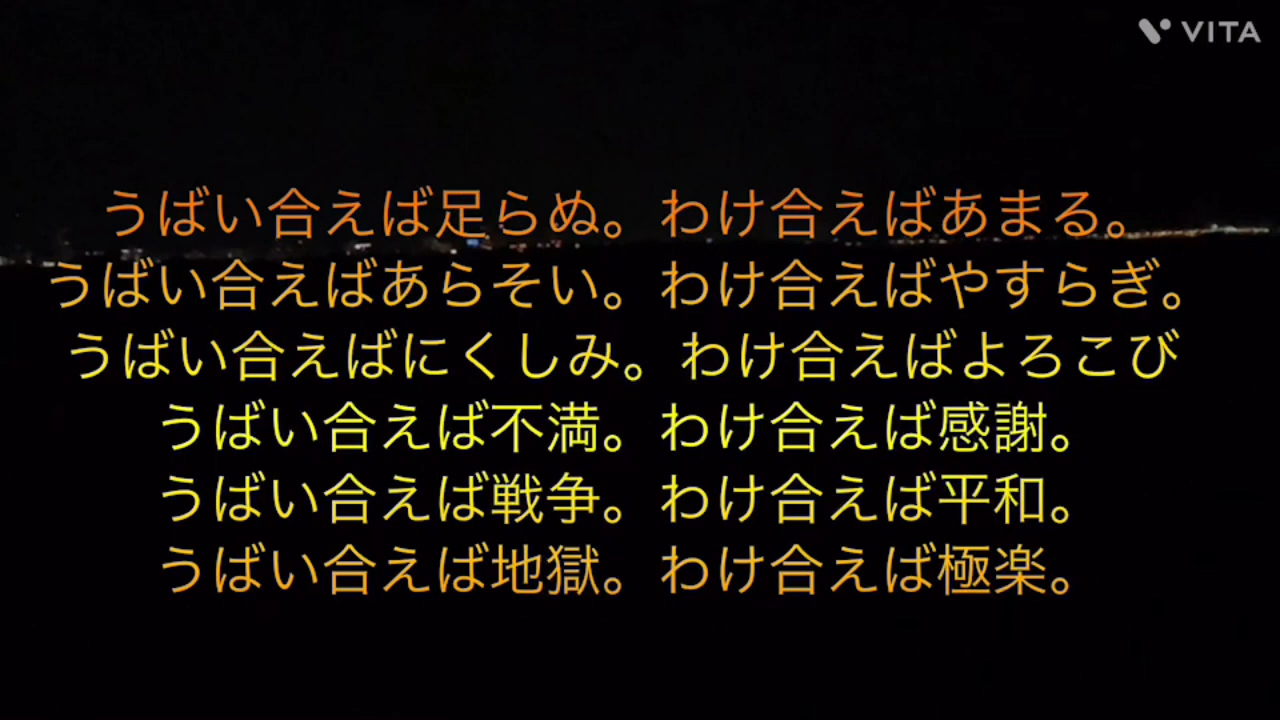 VITA
うばい合えば足らぬ。わけ合えばあまる。
うばい合えばあらそい。わけ合えばやすらぎ。
うばい合えばにくしみ。わけ合えばよろこび
うばい合えば不満。わけ合えば感謝。
うばい合えば戦争。わけ合えば平和。
うばい合えば地獄。わけ合えば極楽。